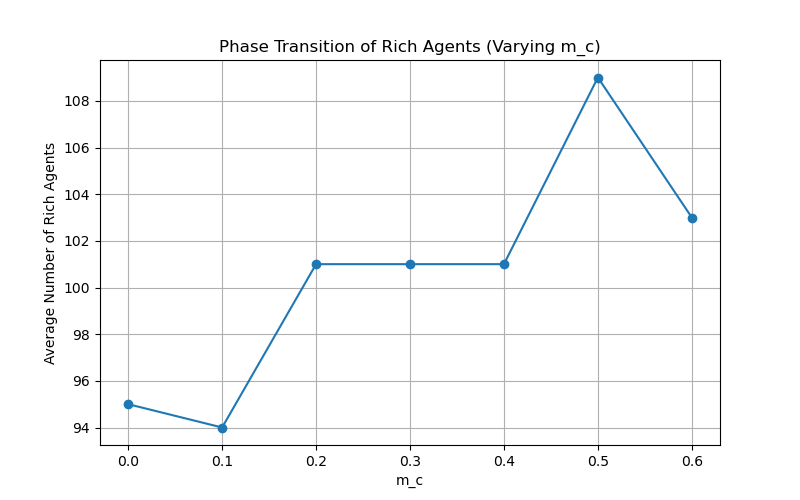 Phase Transition of Rich Agents (Varying m_c)
Average Number of Rich Agents
108
106
104
102
100
98
96
94
0.0 0.1 0.2 0.3 0.4 0.5 0.6
m_c